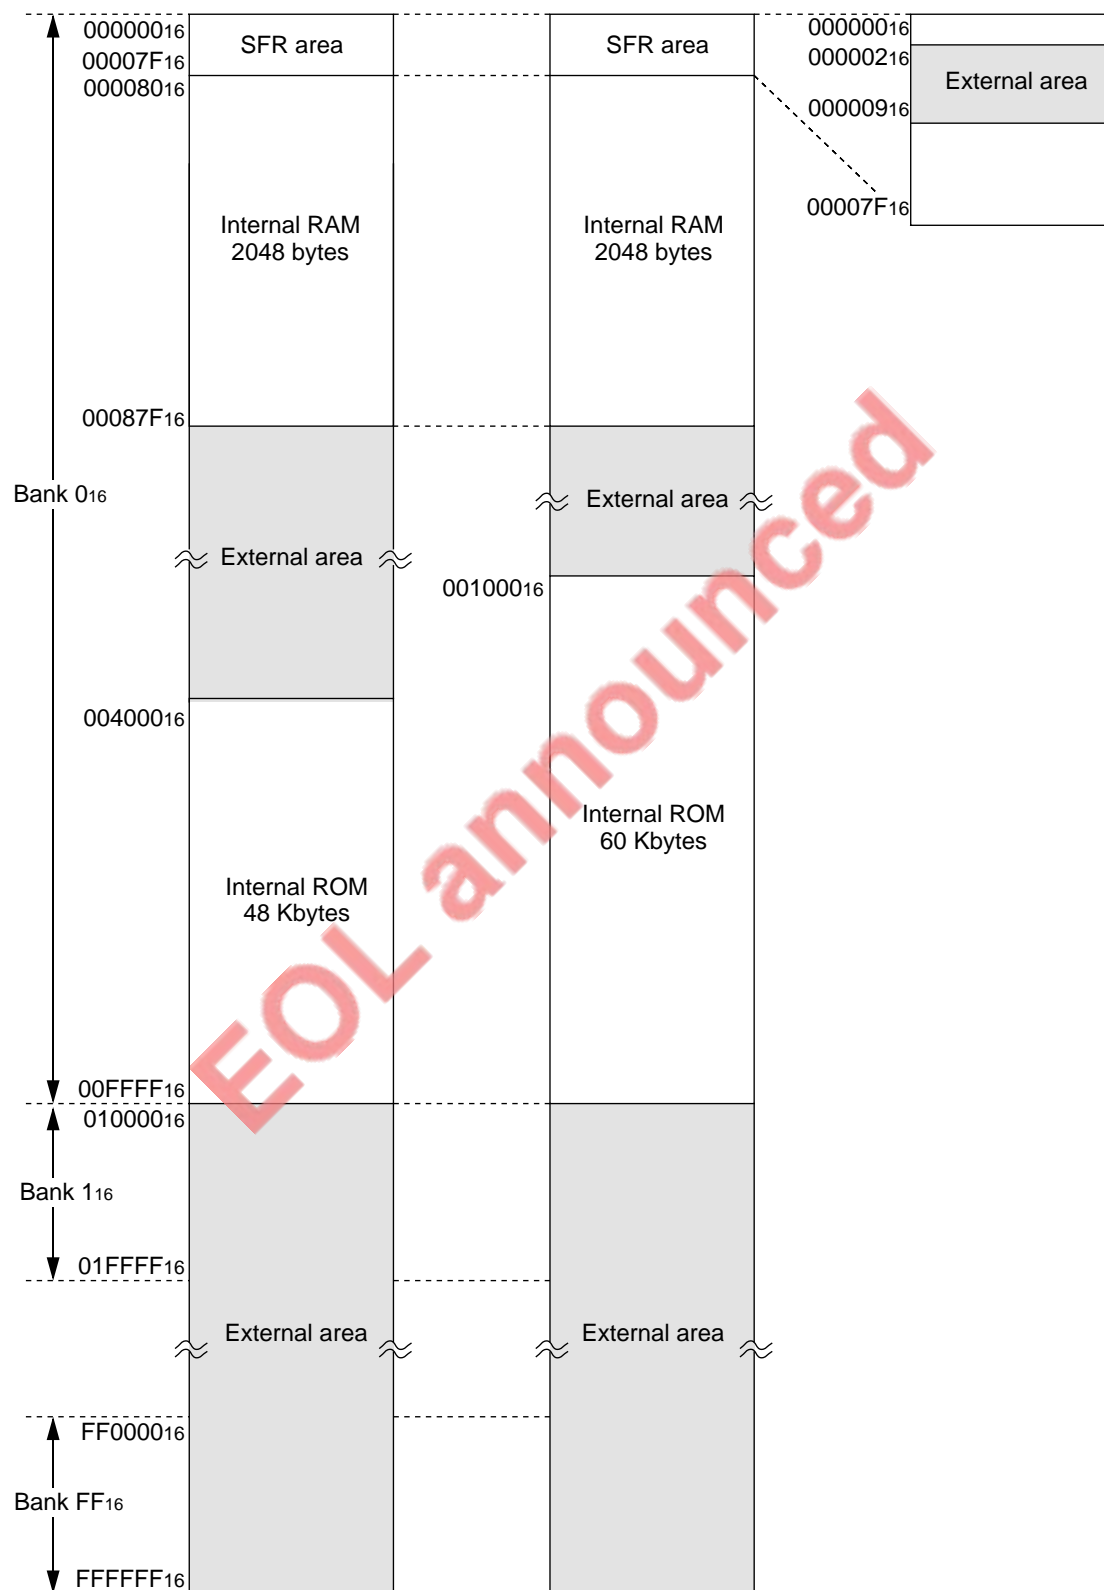 00000016
SFR area
SFR area
00000016
00007F16
00000216
External area
00008016
00000916
00007F16
Internal RAM
2048 bytes
Internal RAM
2048 bytes
00087F16
Bank 016
External area
External area
00100016
00400016
Internal ROM
60 Kbytes
Internal ROM
48 Kbytes
EOL announced
00FFFF16
01000016
Bank 116
01FFFF16
External area
External area
FF000016
Bank FF16
FFFFFF16